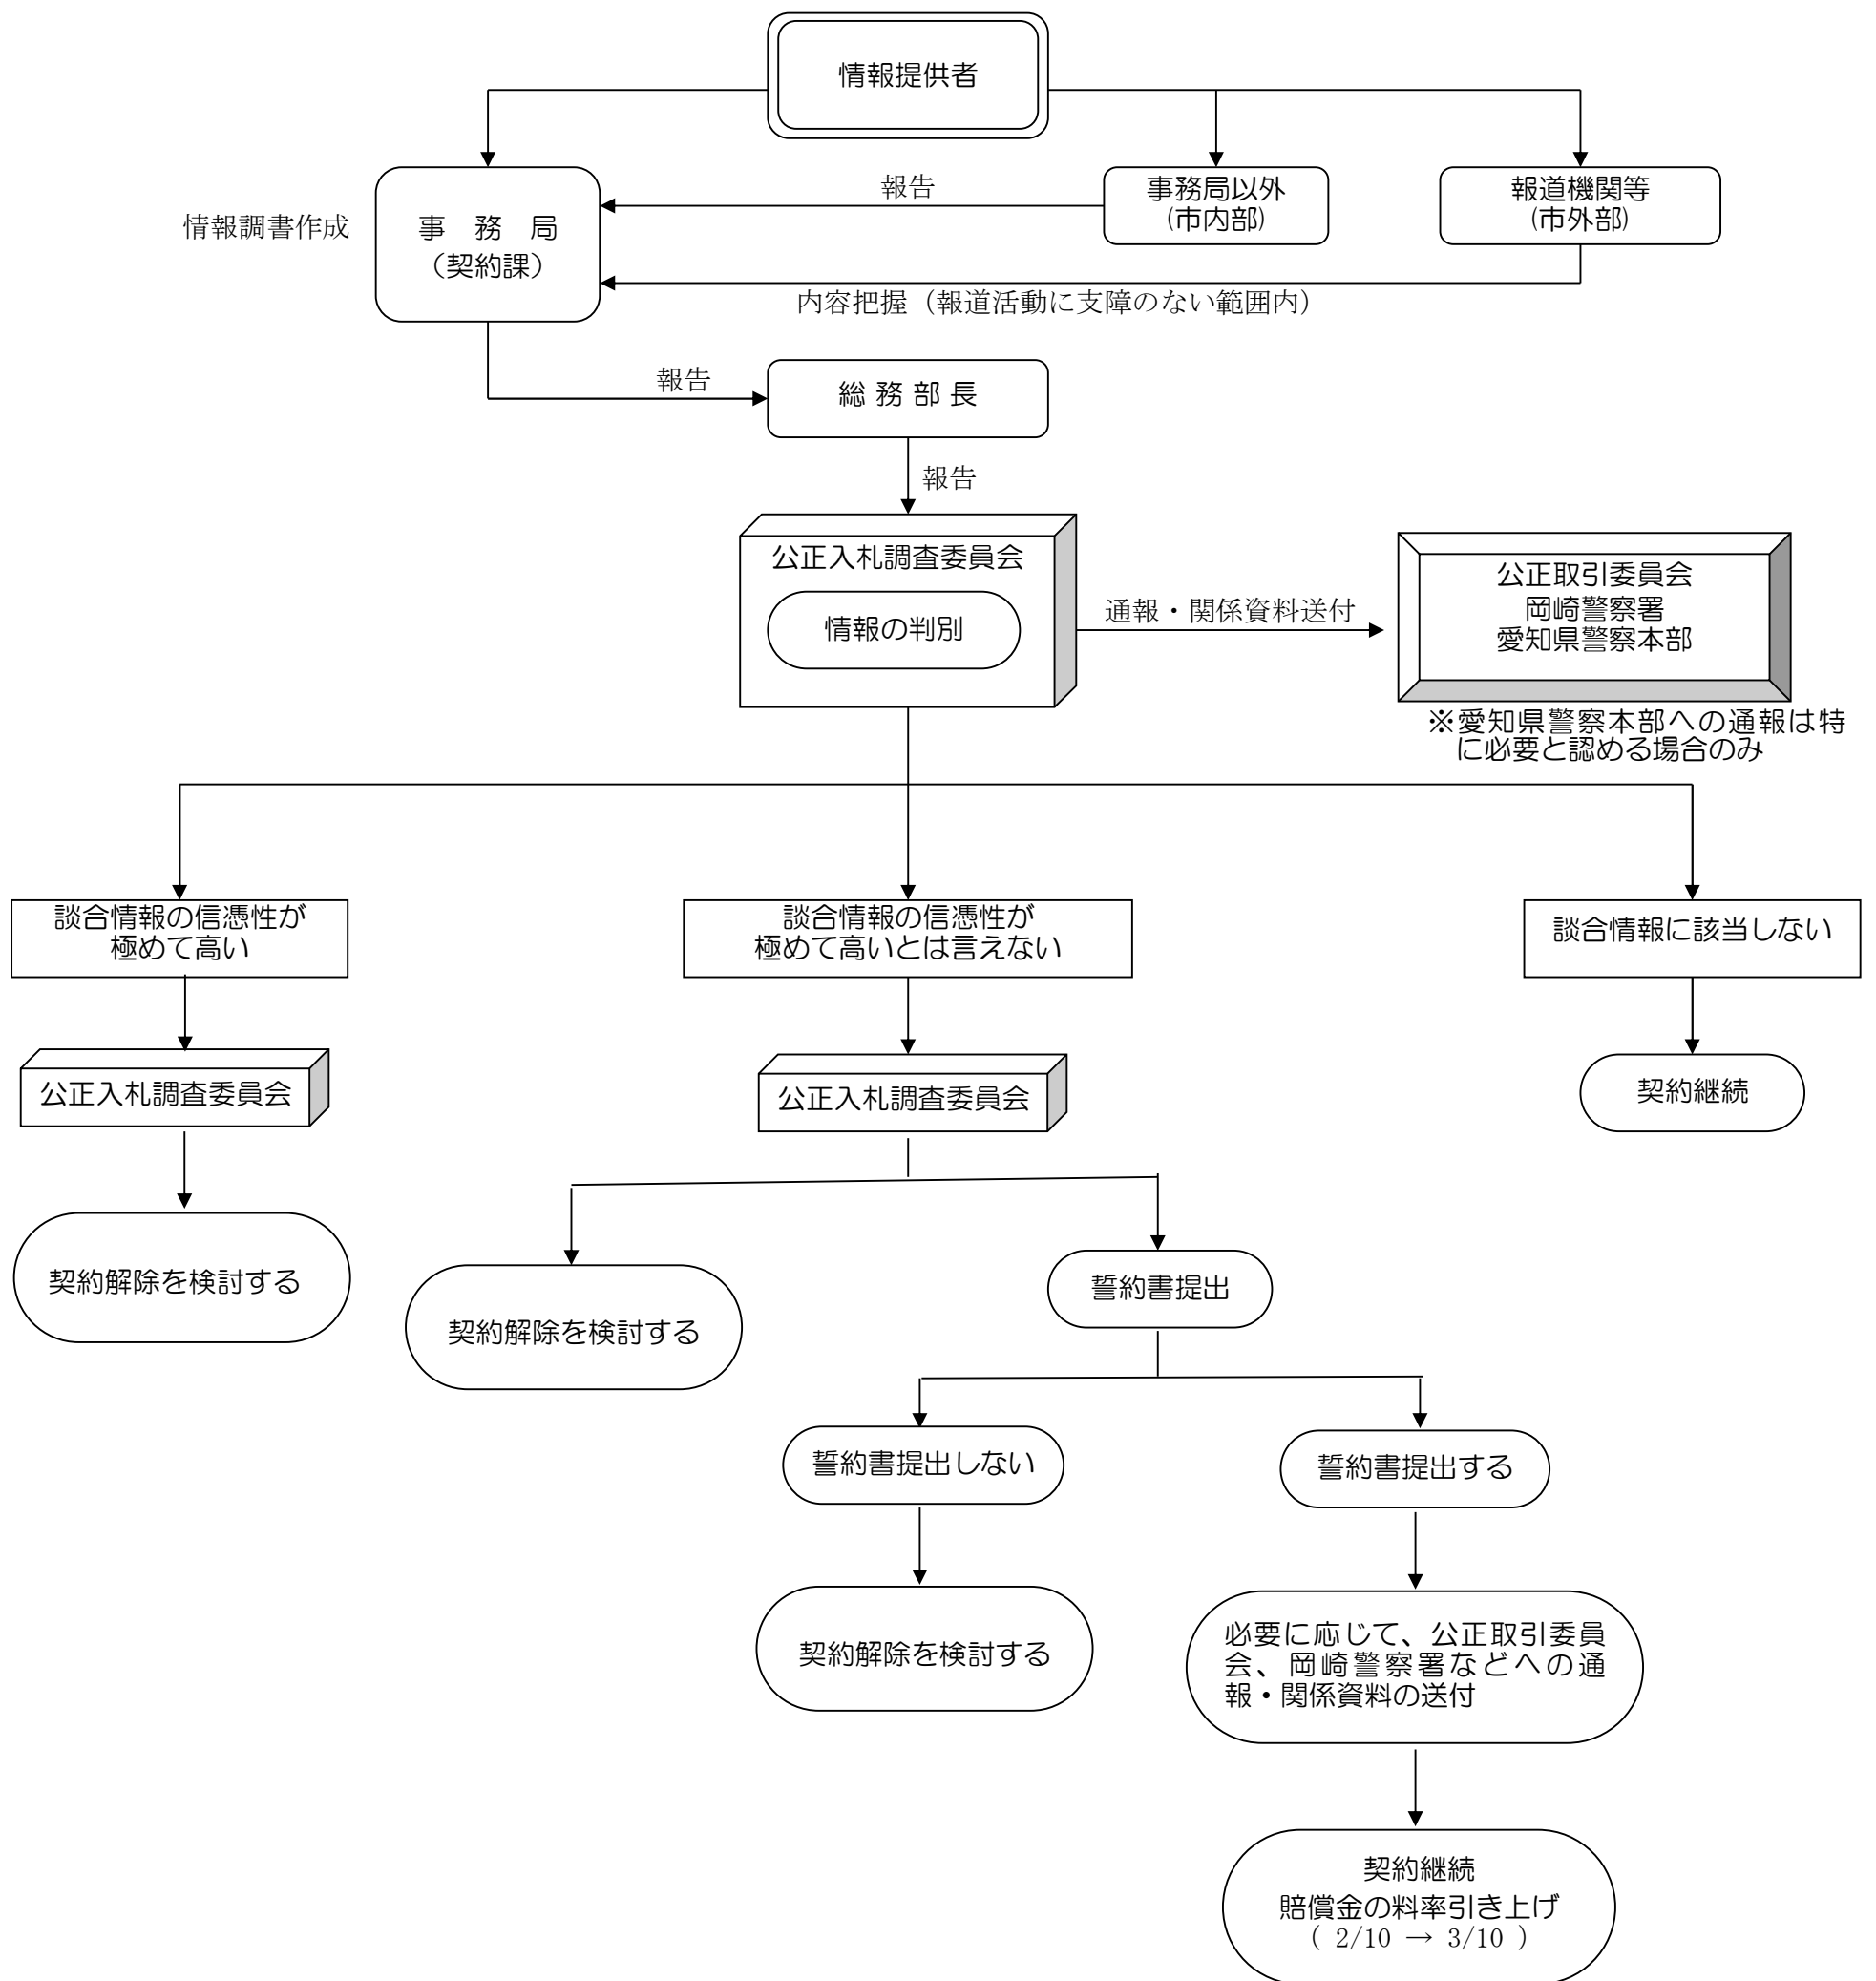 情報提供者
報告
事務局以外
(市内部)
報道機関等
(市外部)
情報調書作成
事　務　局
（契約課）
内容把握（報道活動に支障のない範囲内）
報告
総 務 部 長
報告
公正入札調査委員会
情報の判別
通報・関係資料送付
公正取引委員会
岡崎警察署
愛知県警察本部
※愛知県警察本部への通報は特
に必要と認める場合のみ
談合情報の信憑性が
極めて高い
談合情報の信憑性が
極めて高いとは言えない
談合情報に該当しない
公正入札調査委員会
公正入札調査委員会
契約継続
契約解除を検討する
契約解除を検討する
誓約書提出
誓約書提出しない
誓約書提出する
契約解除を検討する
必要に応じて、公正取引委員
会、岡崎警察署などへの通
報・関係資料の送付
契約継続
賠償金の料率引き上げ
（ 2/10 → 3/10 ）